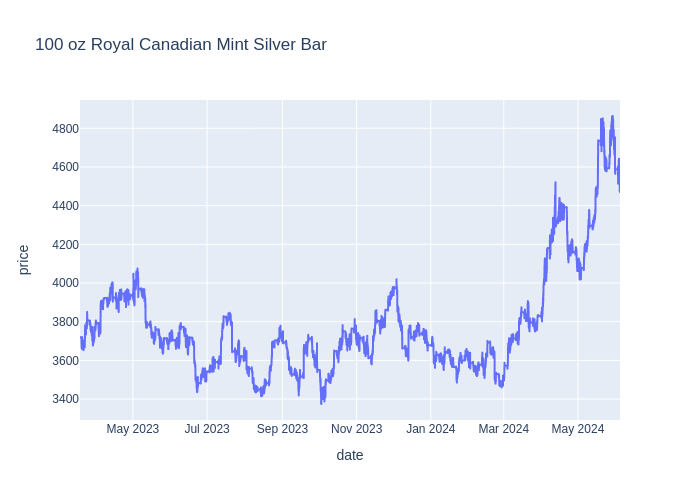 100 oz Royal Canadian Mint Silver Bar
4800
4600
4400
4200
4000
3800
3600
3400
price
May 2023 Jul 2023 Sep 2023 Nov 2023 Jan 2024 Mar 2024 May 2024
date